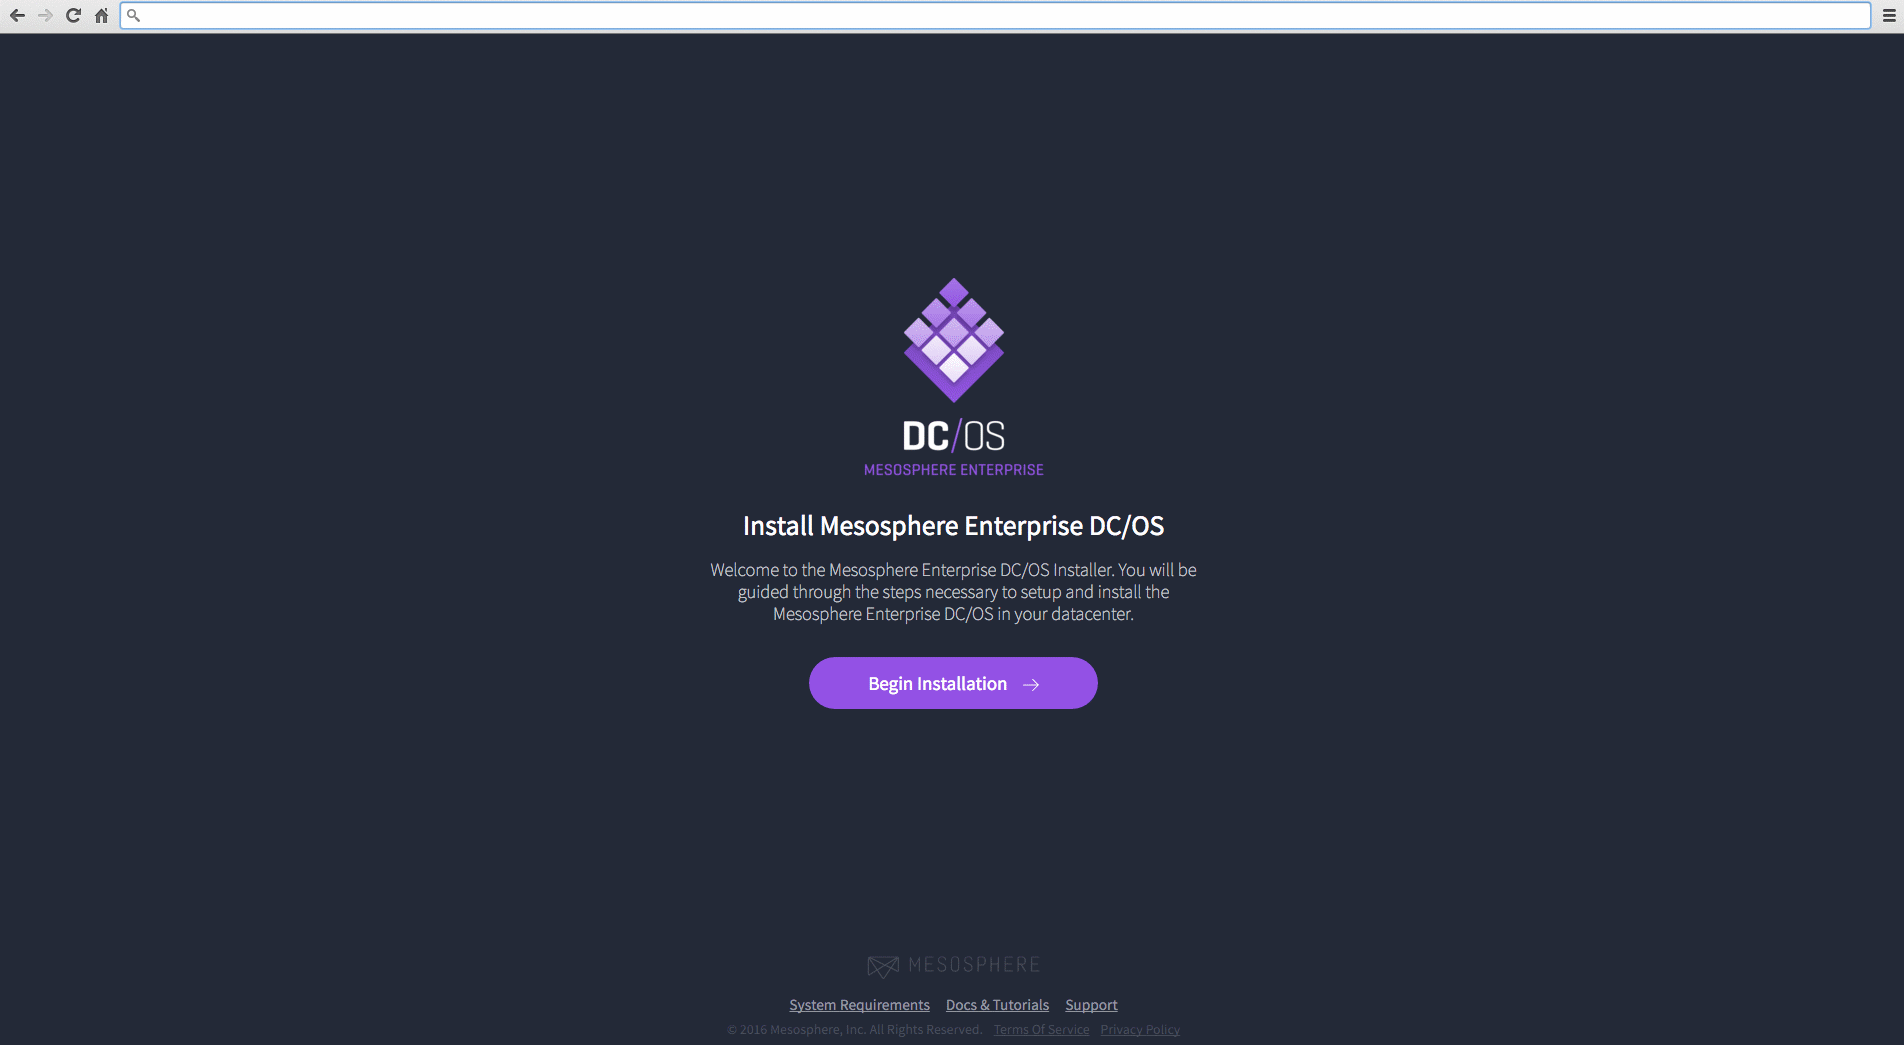 DC/OS
MESOSPHERE ENTERPRISE
Install Mesosphere Enterprise DC/OS
Welcome to the Mesosphere Enterprise DC/OS Installer. You will be
guided through the steps necessary to setup and install the
Mesosphere Enterprise DC/OS in your datacenter.
Begin Installation
MESOSPHERE
System Requirements Docs & Tutorials Support
© 2016 Mesosphere, Inc. All Rights Reserved. Terms Of Service Privacy Policy